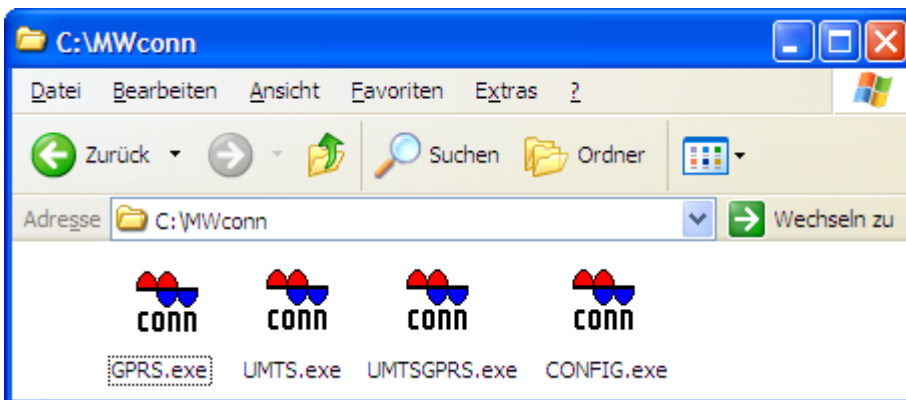 C:\MWconn
Datei Bearbeiten Ansicht Favoriten Extras ?
Zurück Suchen Ordner
Adresse C:\MWconn Wechseln zu
conn conn conn conn
GPRS.exe UMTS.exe UMTSGPRS.exe CONFIG.exe